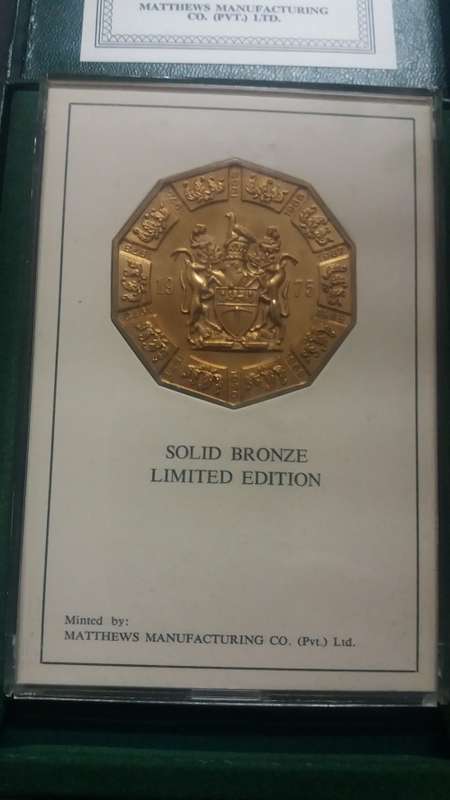 MATTHEWS MANUFACTURING
CO. (PVT.) LTD.
19 75
SOLID BRONZE
LIMITED EDITION
Minted by:
MATTHEWS MANUFACTURING CO. (Pvt.) Ltd.